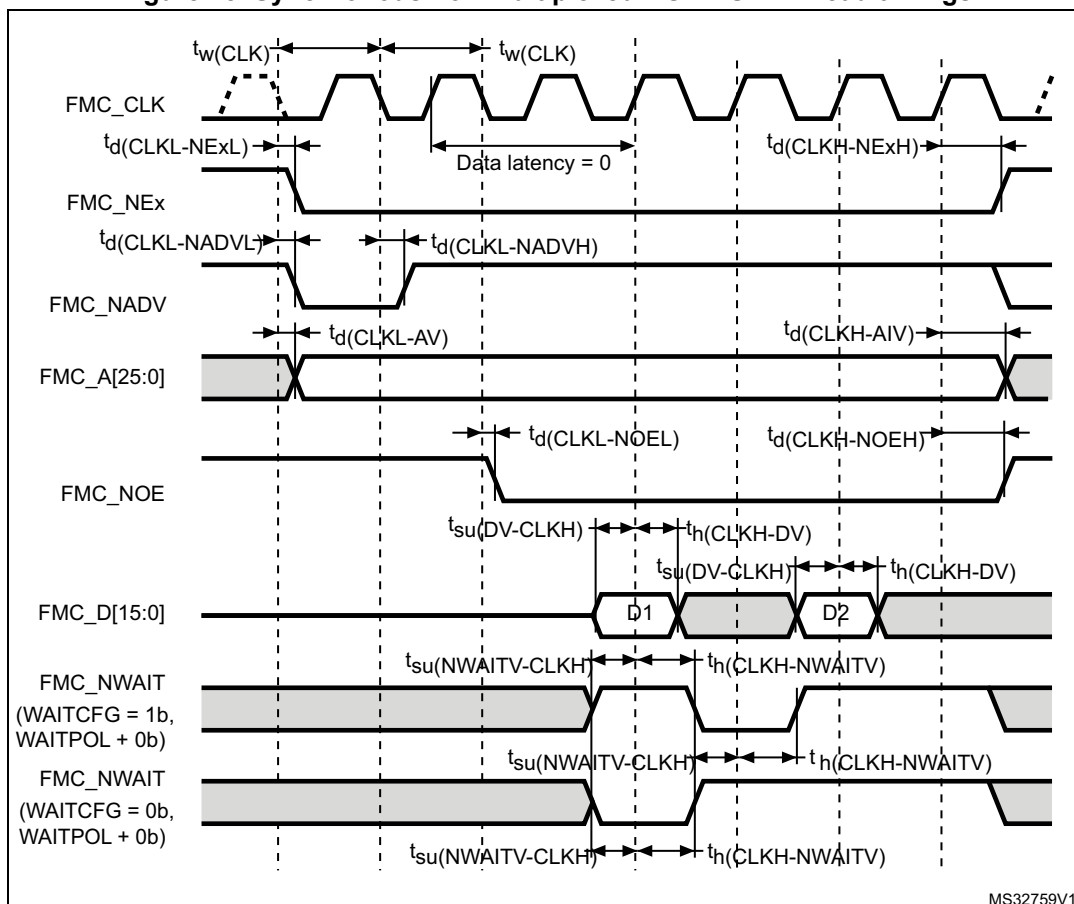 tw(CLK) tw(CLK)
FMC_CLK
td(CLKL-NExL) Data latency = 0 td(CLKH-NExH)
FMC_NEx
td(CLKL-NADVL) td(CLKL-NADVH)
FMC_NADV
td(CLKL-AV) td(CLKH-AIV)
FMC_A[25:0]
td(CLKL-NOEL) td(CLKH-NOEH)
FMC_NOE
tsu(DV-CLKH) th(CLKH-DV)
tsu(DV-CLKH) th(CLKH-DV)
FMC_D[15:0] D1 D2
tsu(NWAITV-CLKH) th(CLKH-NWAITV)
FMC_NWAIT
(WAITCFG = 1b,
WAITPOL + 0b)
tsu(NWAITV-CLKH) th(CLKH-NWAITV)
FMC_NWAIT
(WAITCFG = 0b,
WAITPOL + 0b)
tsu(NWAITV-CLKH) th(CLKH-NWAITV)
MS32759V1